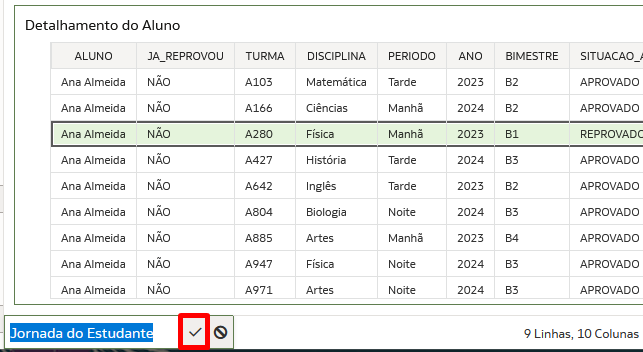 Detalhamento do Aluno
ALUNO JA_REPROVOU TURMA DISCIPLINA PERIODO ANO BIMESTRE SITUACAO_A
Ana Almeida NÃO A103 Matemática Tarde 2023 B2 APROVADO
Ana Almeida NÃO A166 Ciências Manhã 2024 B2 APROVADO
Ana Almeida NÃO A280 Física Manhã 2023 B1 REPROVADO
Ana Almeida NÃO A427 História Tarde 2024 B3 APROVADO
Ana Almeida NÃO A642 Inglês Tarde 2023 B2 APROVADO
Ana Almeida NÃO A804 Biologia Noite 2024 B3 APROVADO
Ana Almeida NÃO A885 Artes Manhã 2023 B4 APROVADO
Ana Almeida NÃO A947 Física Noite 2024 B3 APROVADO
Ana Almeida NÃO A971 Artes Noite 2024 B3 APROVADO
Jornada do Estudante 9 Linhas, 10 Colunas